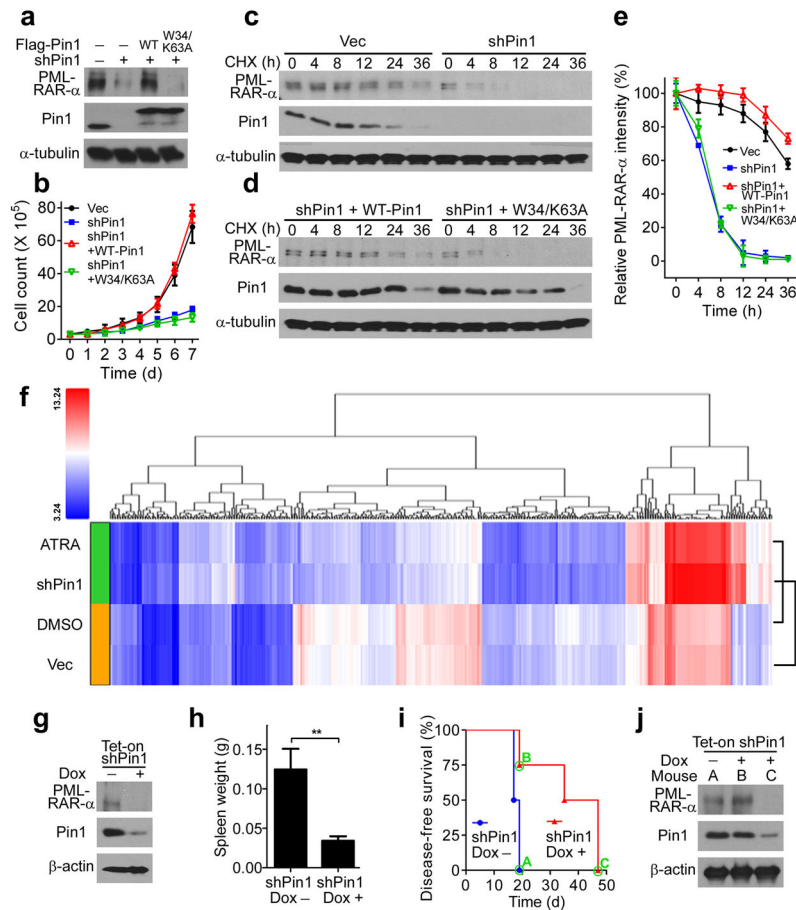 a
Flag-Pin1 – – WT W34/K63A
shPin1 – + + +
PML-RAR-α
Pin1
α-tubulin
b
Cell count (X 10⁵)
80
60
40
20
0
Vec
shPin1
shPin1
+WT-Pin1
shPin1
+W34/K63A
0 1 2 3 4 5 6 7
Time (d)
c
Vec shPin1
CHX (h) 0 4 8 12 24 36 0 4 8 12 24 36
PML-RAR-α
Pin1
α-tubulin
d
shPin1 + WT-Pin1 shPin1 + W34/K63A
CHX (h) 0 4 8 12 24 36 0 4 8 12 24 36
PML-RAR-α
Pin1
α-tubulin
e
Relative PML-RAR-α intensity (%)
100
80
60
40
20
0
Vec
shPin1
shPin1+
WT-Pin1
shPin1+
W34/K63A
0 4 8 12 24 36
Time (h)
f
13.24
3.24
ATRA
shPin1
DMSO
Vec
g
Tet-on
shPin1
Dox – +
PML-RAR-α
Pin1
β-actin
h
Spleen weight (g)
0.15
0.10
0.05
0.00
**
shPin1 shPin1
Dox – Dox +
i
Disease-free survival (%)
100
75
50
25
0
B
shPin1 shPin1
Dox – Dox +
A C
0 10 20 30 40 50
Time (d)
j
Tet-on shPin1
Dox – + +
Mouse A B C
PML-RAR-α
Pin1
β-actin